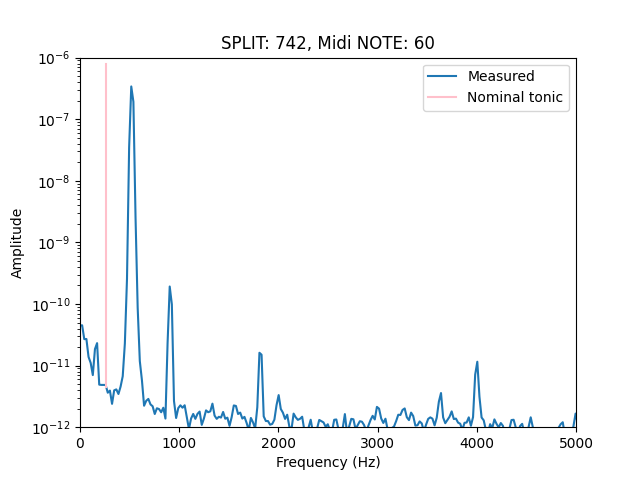 SPLIT: 742, Midi NOTE: 60
Measured
Nominal tonic
Amplitude
10⁻⁶
10⁻⁷
10⁻⁸
10⁻⁹
10⁻¹⁰
10⁻¹¹
10⁻¹²
0 1000 2000 3000 4000 5000
Frequency (Hz)